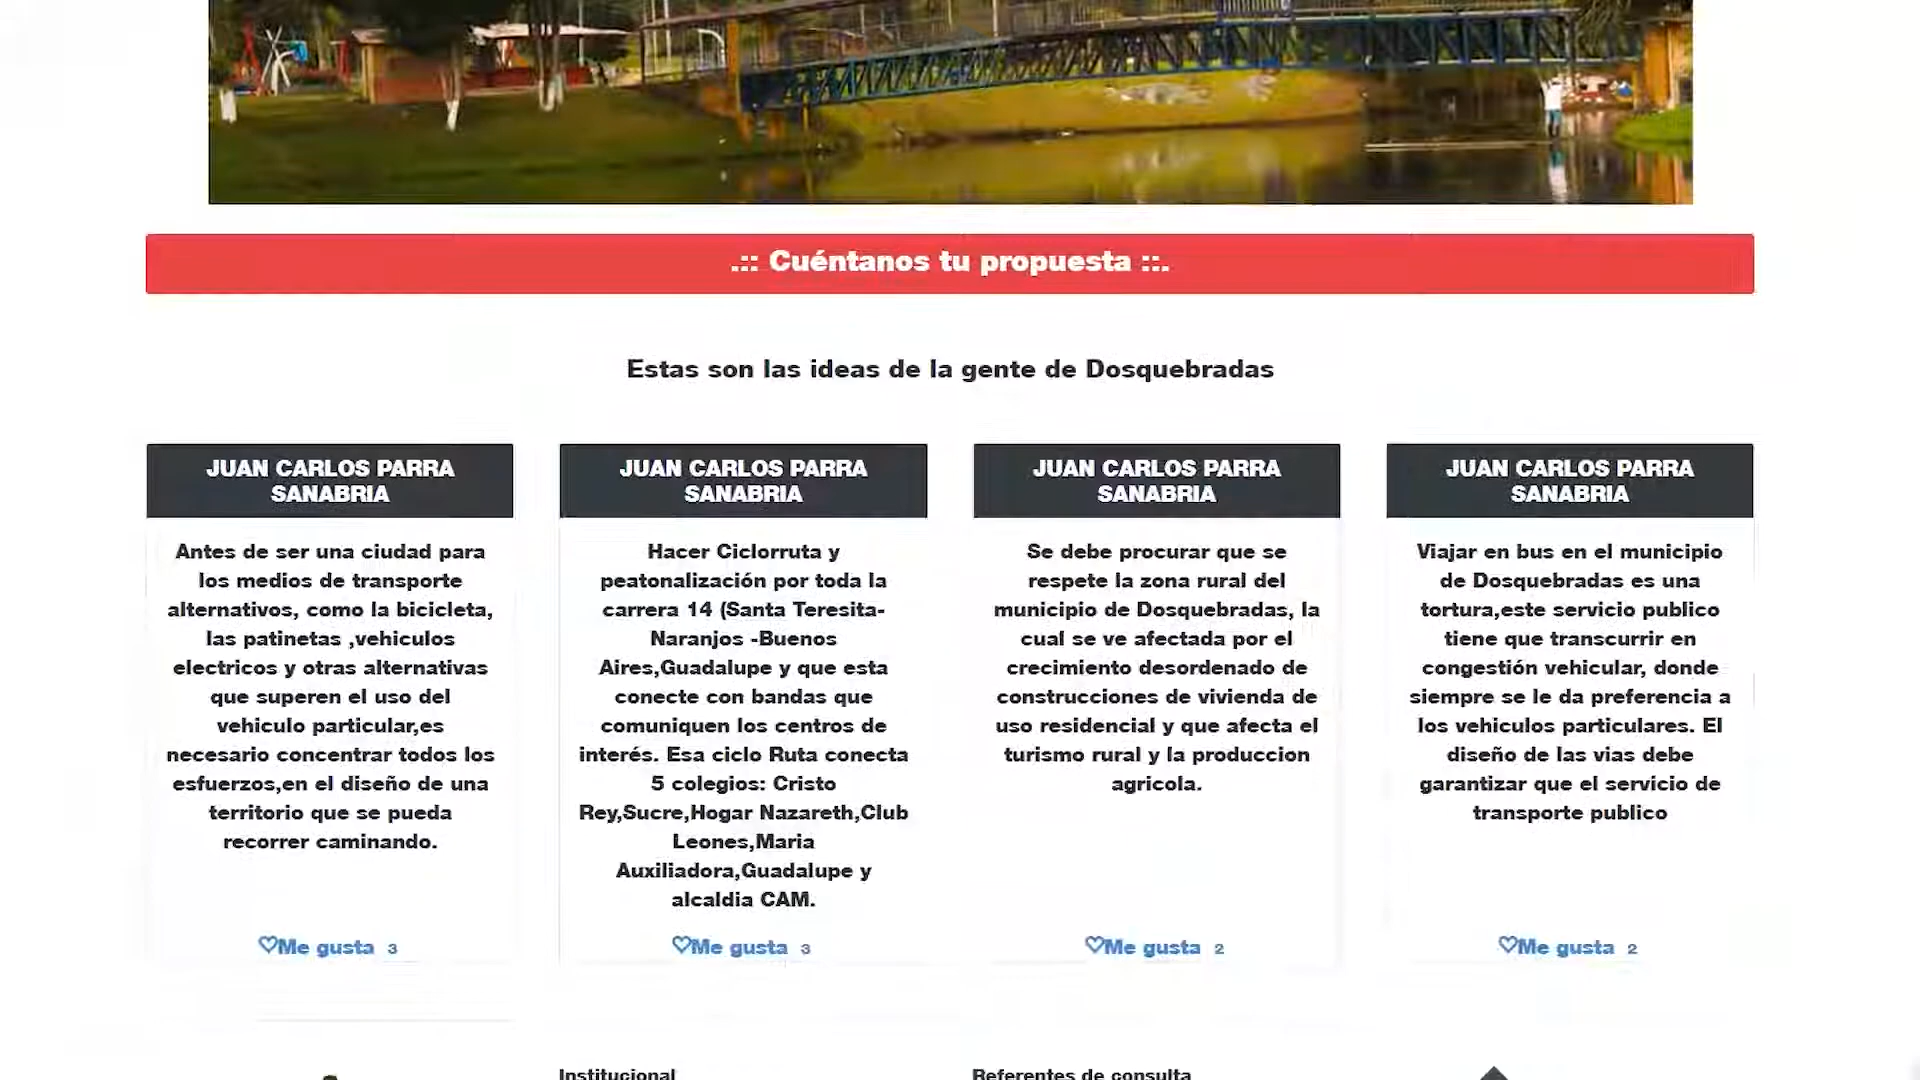 .:: Cuéntanos tu propuesta ::.
Estas son las ideas de la gente de Dosquebradas
JUAN CARLOS PARRA
SANABRIA
Antes de ser una ciudad para
los medios de transporte
alternativos, como la bicicleta,
las patinetas ,vehiculos
electricos y otras alternativas
que superen el uso del
vehiculo particular,es
necesario concentrar todos los
esfuerzos,en el diseño de una
territorio que se pueda
recorrer caminando.
♡Me gusta 3
JUAN CARLOS PARRA
SANABRIA
Hacer Ciclorruta y
peatonalización por toda la
carrera 14 (Santa Teresita-
Naranjos -Buenos
Aires,Guadalupe y que esta
conecte con bandas que
comuniquen los centros de
interés. Esa ciclo Ruta conecta
5 colegios: Cristo
Rey,Sucre,Hogar Nazareth,Club
Leones,Maria
Auxiliadora,Guadalupe y
alcaldia CAM.
♡Me gusta 3
JUAN CARLOS PARRA
SANABRIA
Se debe procurar que se
respete la zona rural del
municipio de Dosquebradas, la
cual se ve afectada por el
crecimiento desordenado de
construcciones de vivienda de
uso residencial y que afecta el
turismo rural y la produccion
agricola.
♡Me gusta 2
JUAN CARLOS PARRA
SANABRIA
Viajar en bus en el municipio
de Dosquebradas es una
tortura,este servicio publico
tiene que transcurrir en
congestión vehicular, donde
siempre se le da preferencia a
los vehiculos particulares. El
diseño de las vias debe
garantizar que el servicio de
transporte publico
♡Me gusta 2
Institucional
Referentes de consulta